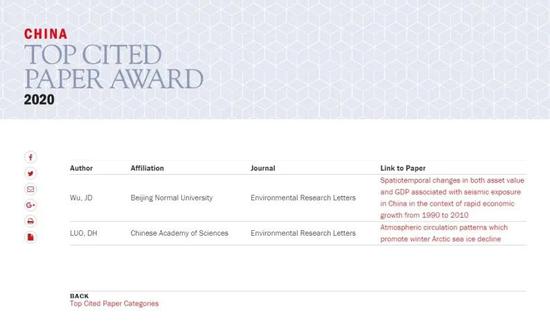 CHINA
TOP CITED
PAPER AWARD
2020
Author Affiliation Journal Link to Paper
Wu, JD Beijing Normal University Environmental Research Letters Spatiotemporal changes in both asset value
and GDP associated with seismic exposure
in China in the context of rapid economic
growth from 1990 to 2010
LUO, DH Chinese Academy of Sciences Environmental Research Letters Atmospheric circulation patterns which
promote winter Arctic sea ice decline
BACK
Top Cited Paper Categories